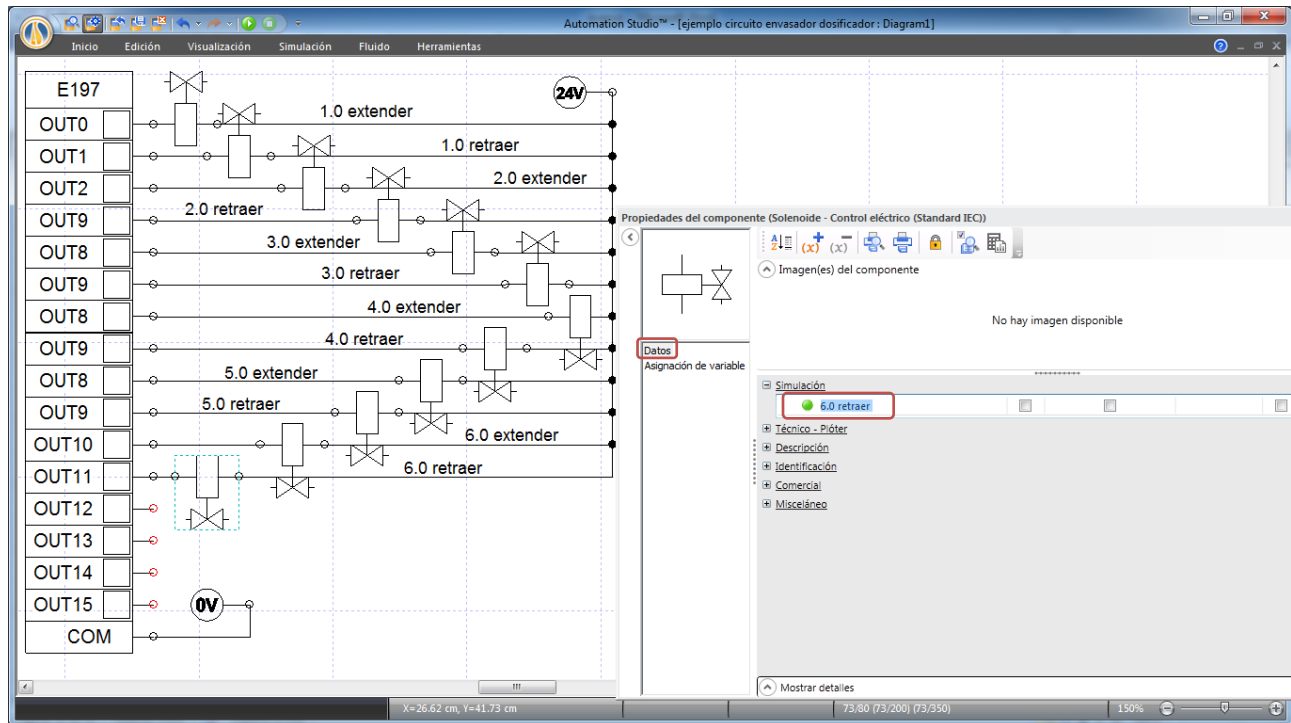 Automation Studio™ - [ejemplo circuito envasador dosificador : Diagram1]
Inicio Edición Visualización Simulación Fluido Herramientas
E197
24V
OUT0
1.0 extender
OUT1
1.0 retraer
OUT2
2.0 extender
OUT9
2.0 retraer
OUT8
3.0 extender
OUT9
3.0 retraer
OUT8
4.0 extender
OUT9
4.0 retraer
OUT8
5.0 extender
OUT9
5.0 retraer
OUT10
6.0 extender
OUT11
6.0 retraer
OUT12
OUT13
OUT14
OUT15
0V
COM
Propiedades del componente (Solenoide - Control eléctrico (Standard IEC))
Imagen(es) del componente
No hay imagen disponible
Datos
Asignación de variable
Simulación
6.0 retraer
Técnico - Plóter
Descripción
Identificación
Comercial
Misceláneo
Mostrar detalles
X=26.62 cm, Y=41.73 cm
73/80 (73/200) (73/350)
150%